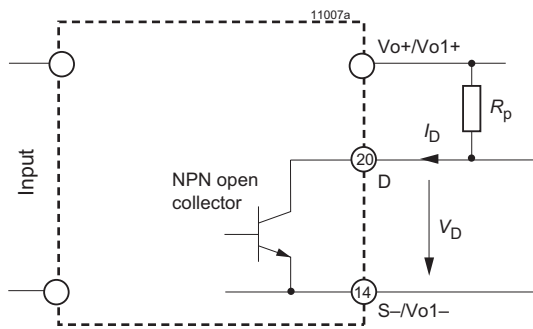 11007a
Vo+/Vo1+
Rp
ID
20
D
Input
NPN open
collector
VD
14
S–/Vo1–